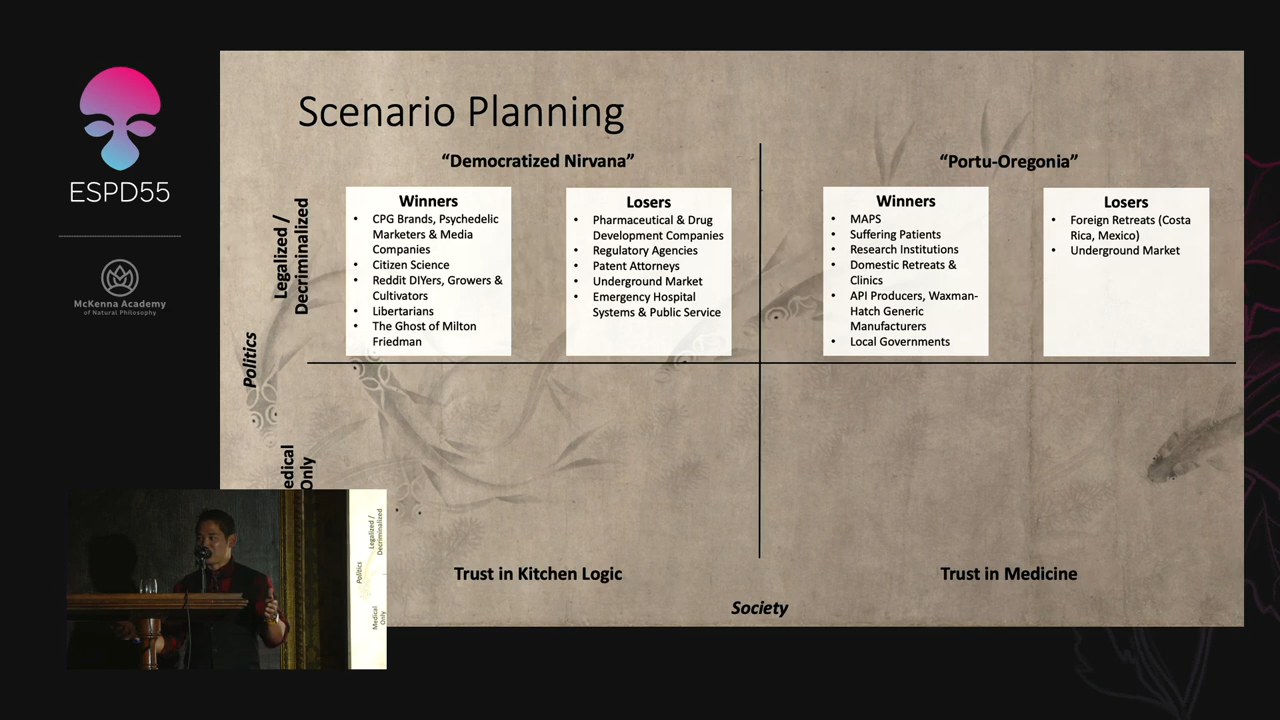 ESPD55
McKenna Academy
of Natural Philosophy
Scenario Planning
“Democratized Nirvana”
“Portu-Oregonia”
Politics
Legalized /
Decriminalized
Winners
• CPG Brands, Psychedelic
Marketers & Media
Companies
• Citizen Science
• Reddit DIYers, Growers &
Cultivators
• Libertarians
• The Ghost of Milton
Friedman
Losers
• Pharmaceutical & Drug
Development Companies
• Regulatory Agencies
• Patent Attorneys
• Underground Market
• Emergency Hospital
Systems & Public Service
Winners
• MAPS
• Suffering Patients
• Research Institutions
• Domestic Retreats &
Clinics
• API Producers, Waxman-
Hatch Generic
Manufacturers
• Local Governments
Losers
• Foreign Retreats (Costa
Rica, Mexico)
• Underground Market
edical
Only
Trust in Kitchen Logic
Trust in Medicine
Society
Legalized /
Decriminalized
Politics
Medical
Only